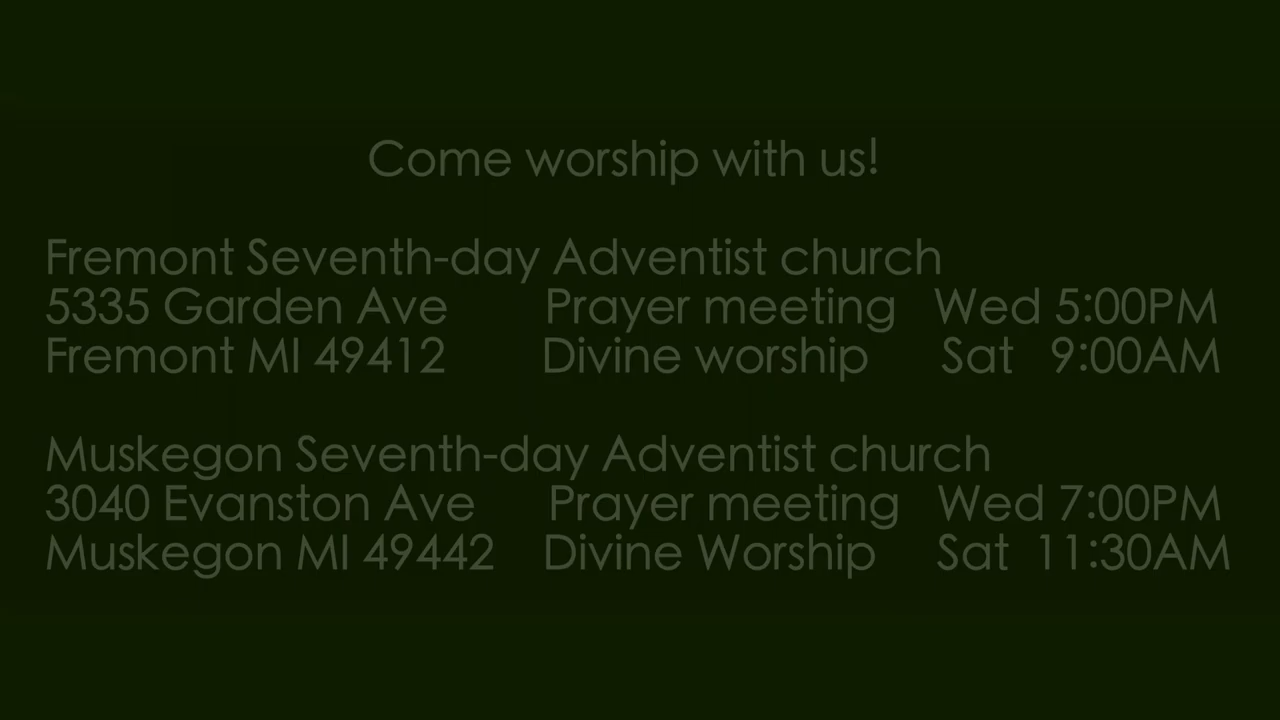 Come worship with us!
Fremont Seventh-day Adventist church
5335 Garden Ave Prayer meeting Wed 5:00PM
Fremont MI 49412 Divine worship Sat 9:00AM
Muskegon Seventh-day Adventist church
3040 Evanston Ave Prayer meeting Wed 7:00PM
Muskegon MI 49442 Divine Worship Sat 11:30AM